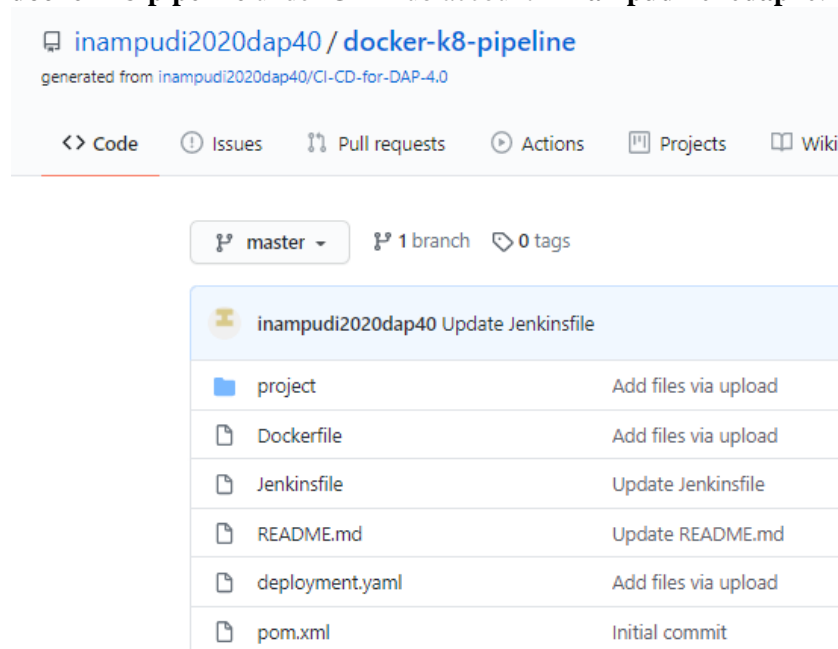 inampudi2020dap40 / docker-k8-pipeline
generated from inampudi2020dap40/CI-CD-for-DAP-4.0
<> Code Issues Pull requests Actions Projects Wiki
master 1 branch 0 tags
inampudi2020dap40 Update Jenkinsfile
project Add files via upload
Dockerfile Add files via upload
Jenkinsfile Update Jenkinsfile
README.md Update README.md
deployment.yaml Add files via upload
pom.xml Initial commit